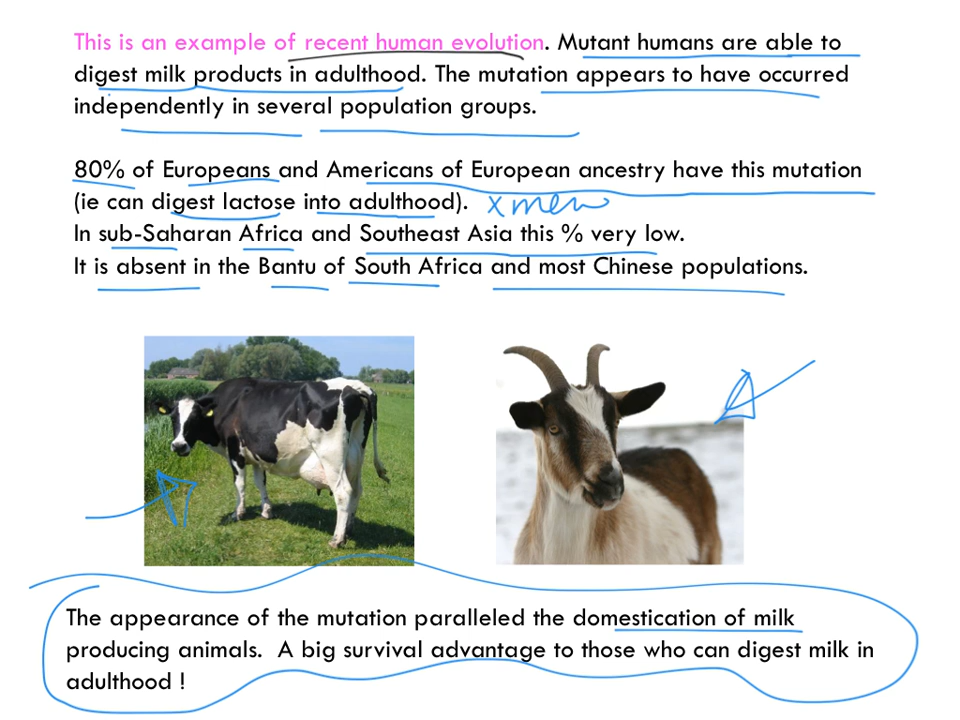 This is an example of recent human evolution. Mutant humans are able to
digest milk products in adulthood. The mutation appears to have occurred
independently in several population groups.
80% of Europeans and Americans of European ancestry have this mutation
(ie can digest lactose into adulthood). xmen
In sub-Saharan Africa and Southeast Asia this % very low.
It is absent in the Bantu of South Africa and most Chinese populations.
The appearance of the mutation paralleled the domestication of milk
producing animals. A big survival advantage to those who can digest milk in
adulthood !